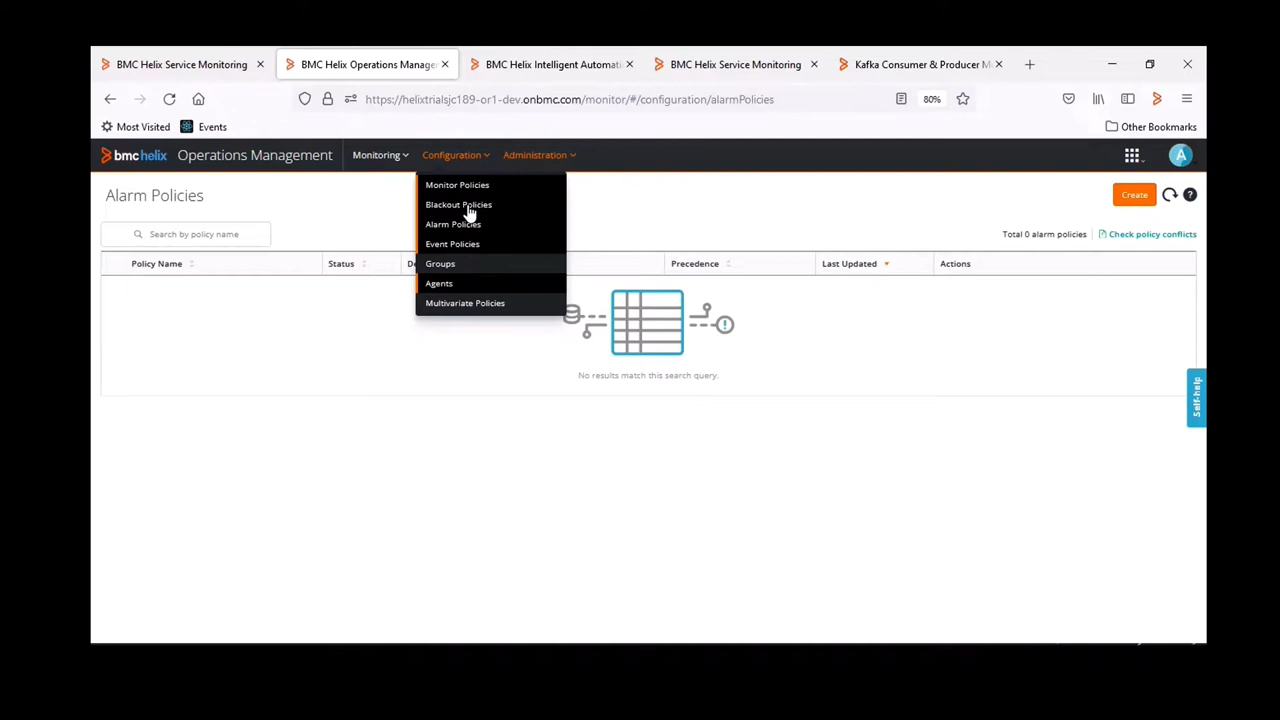 BMC Helix Service Monitoring
BMC Helix Operations Manage
BMC Helix Intelligent Automati
BMC Helix Service Monitoring
Kafka Consumer & Producer M
https://helixtrialsjc189-or1-dev.onbmc.com/monitor/#/configuration/alarmPolicies
80%
Most Visited
Events
Other Bookmarks
bmchelix Operations Management
Monitoring
Configuration
Administration
A
Alarm Policies
Create
?
Monitor Policies
Blackout Policies
Alarm Policies
Event Policies
Groups
Agents
Multivariate Policies
Search by policy name
Total 0 alarm policies
Check policy conflicts
Policy Name
Status
De
Precedence
Last Updated
Actions
No results match this search query.
Self-help